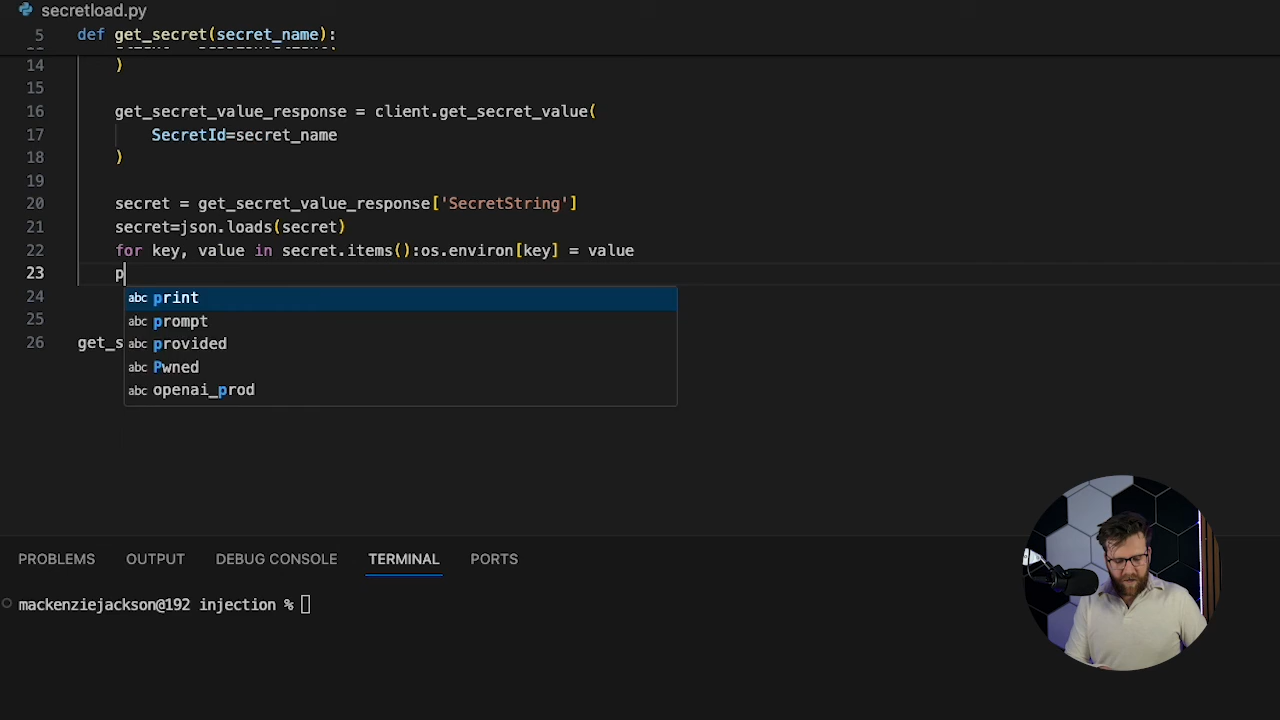 secretload.py
5 def get_secret(secret_name):
14 )
15
16 get_secret_value_response = client.get_secret_value(
17 SecretId=secret_name
18 )
19
20 secret = get_secret_value_response['SecretString']
21 secret=json.loads(secret)
22 for key, value in secret.items():os.environ[key] = value
23 p
abc print
abc prompt
abc provided
abc Pwned
abc openai_prod
24
25
26 get_s
PROBLEMS OUTPUT DEBUG CONSOLE TERMINAL PORTS
mackenziejackson@192 injection %